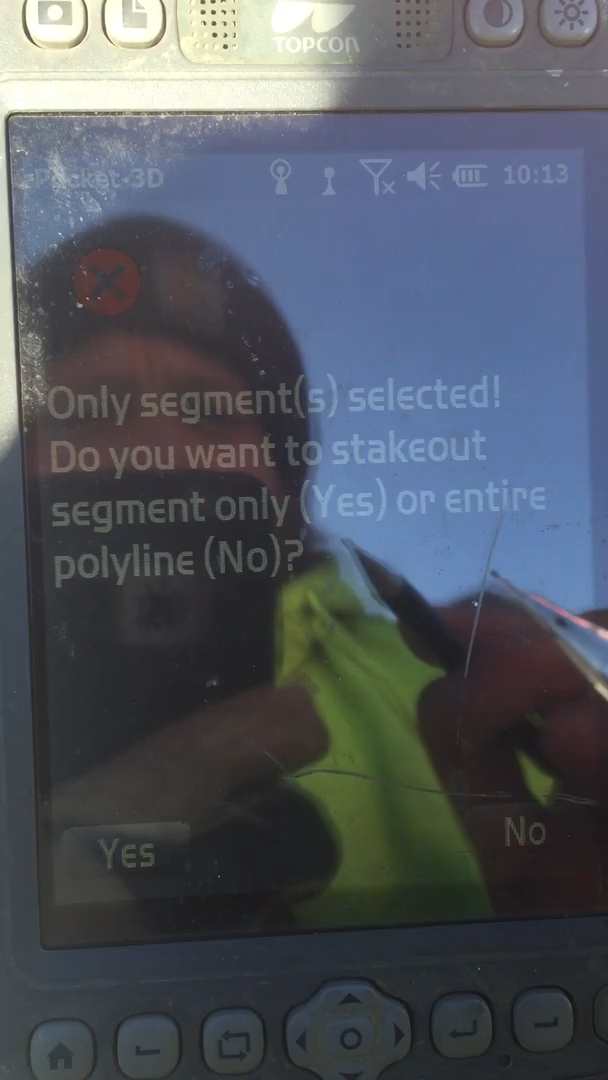 TOPCON
Pocket-3D
10:13
Only segment(s) selected!
Do you want to stakeout
segment only (Yes) or entire
polyline (No)?
Yes
No